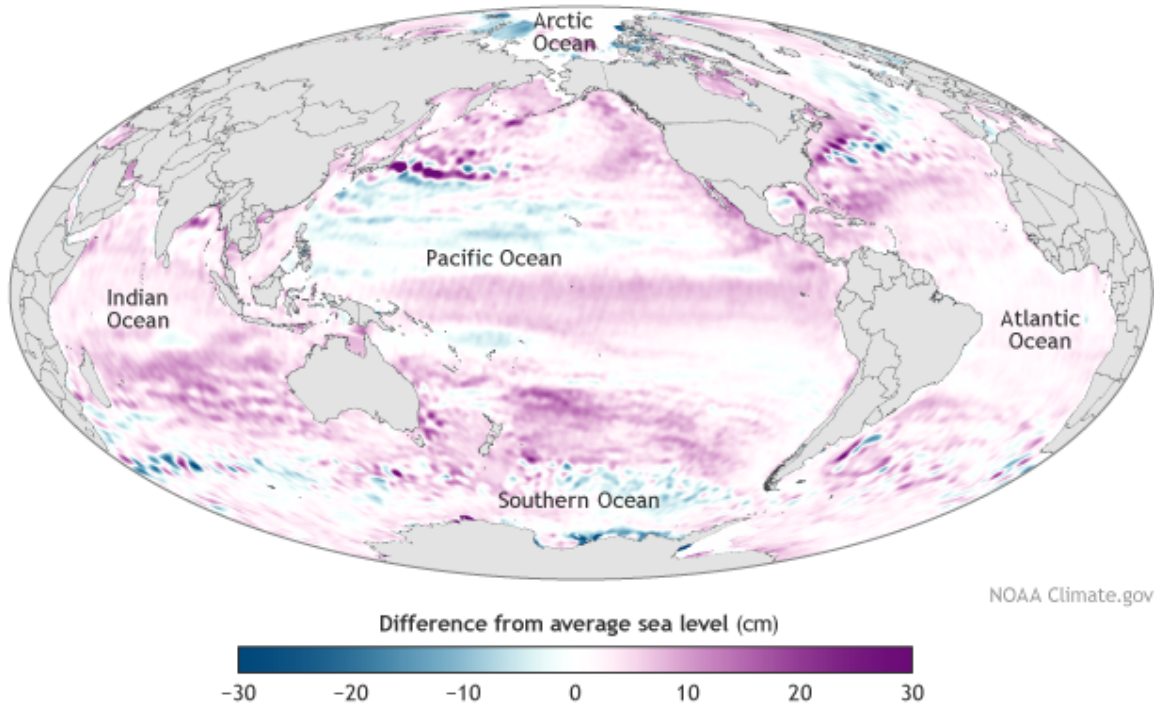 Arctic
Ocean
Pacific Ocean
Indian
Ocean
Atlantic
Ocean
Southern Ocean
NOAA Climate.gov
Difference from average sea level (cm)
−30 −20 −10 0 10 20 30